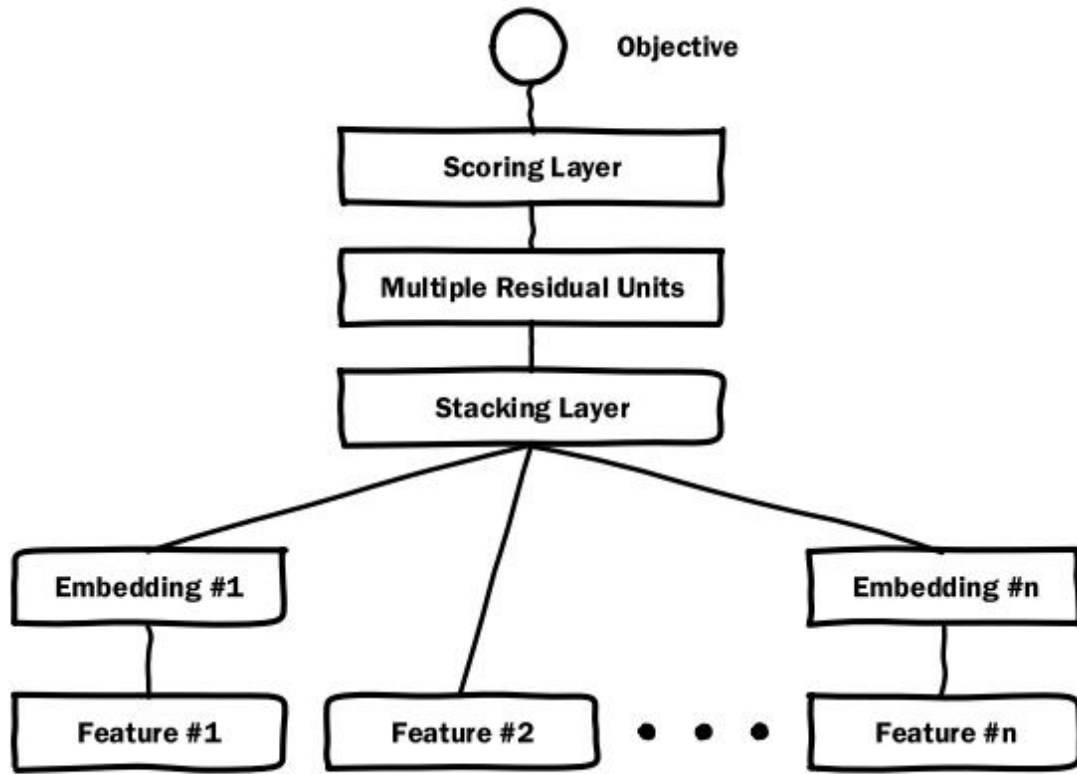 Objective
Scoring Layer
Multiple Residual Units
Stacking Layer
Embedding #1
Embedding #n
Feature #1
Feature #2
Feature #n